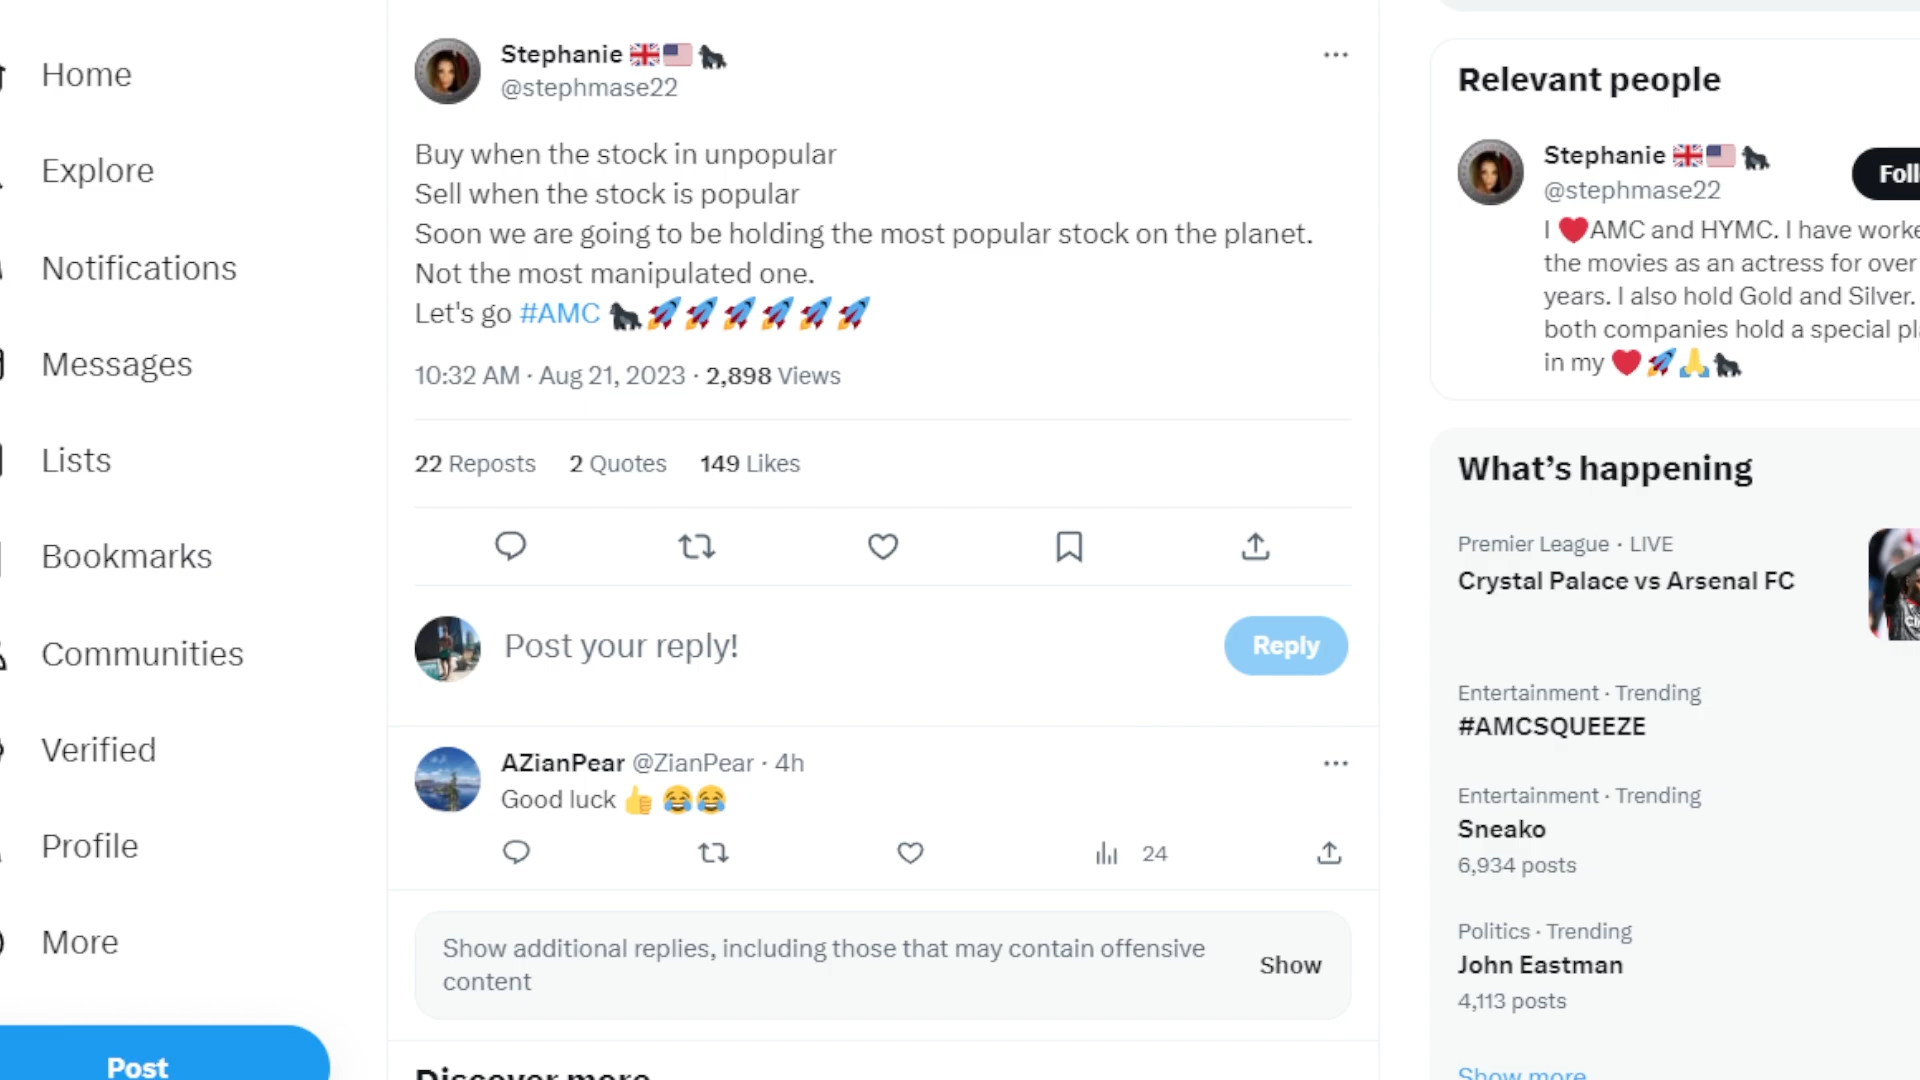 Home
Explore
Notifications
Messages
Lists
Bookmarks
Communities
Verified
Profile
More
Post
Stephanie
@stephmase22
Buy when the stock in unpopular
Sell when the stock is popular
Soon we are going to be holding the most popular stock on the planet.
Not the most manipulated one.
Let's go #AMC
10:32 AM · Aug 21, 2023 · 2,898 Views
22 Reposts 2 Quotes 149 Likes
Post your reply!
Reply
AZianPear @ZianPear · 4h
Good luck
24
Show additional replies, including those that may contain offensive
content
Show
Discover more
Relevant people
Stephanie
@stephmase22
Foll
I ❤️AMC and HYMC. I have worke
the movies as an actress for over
years. I also hold Gold and Silver.
both companies hold a special pla
in my
What's happening
Premier League · LIVE
Crystal Palace vs Arsenal FC
Entertainment · Trending
#AMCSQUEEZE
Entertainment · Trending
Sneako
6,934 posts
Politics · Trending
John Eastman
4,113 posts
Show more